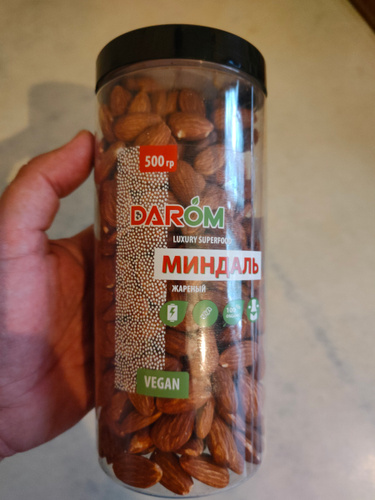 500 гр
DARÓM
LUXURY SUPERFOOD
МИНДАЛЬ
ЖАРЕНЫЙ
VEGAN